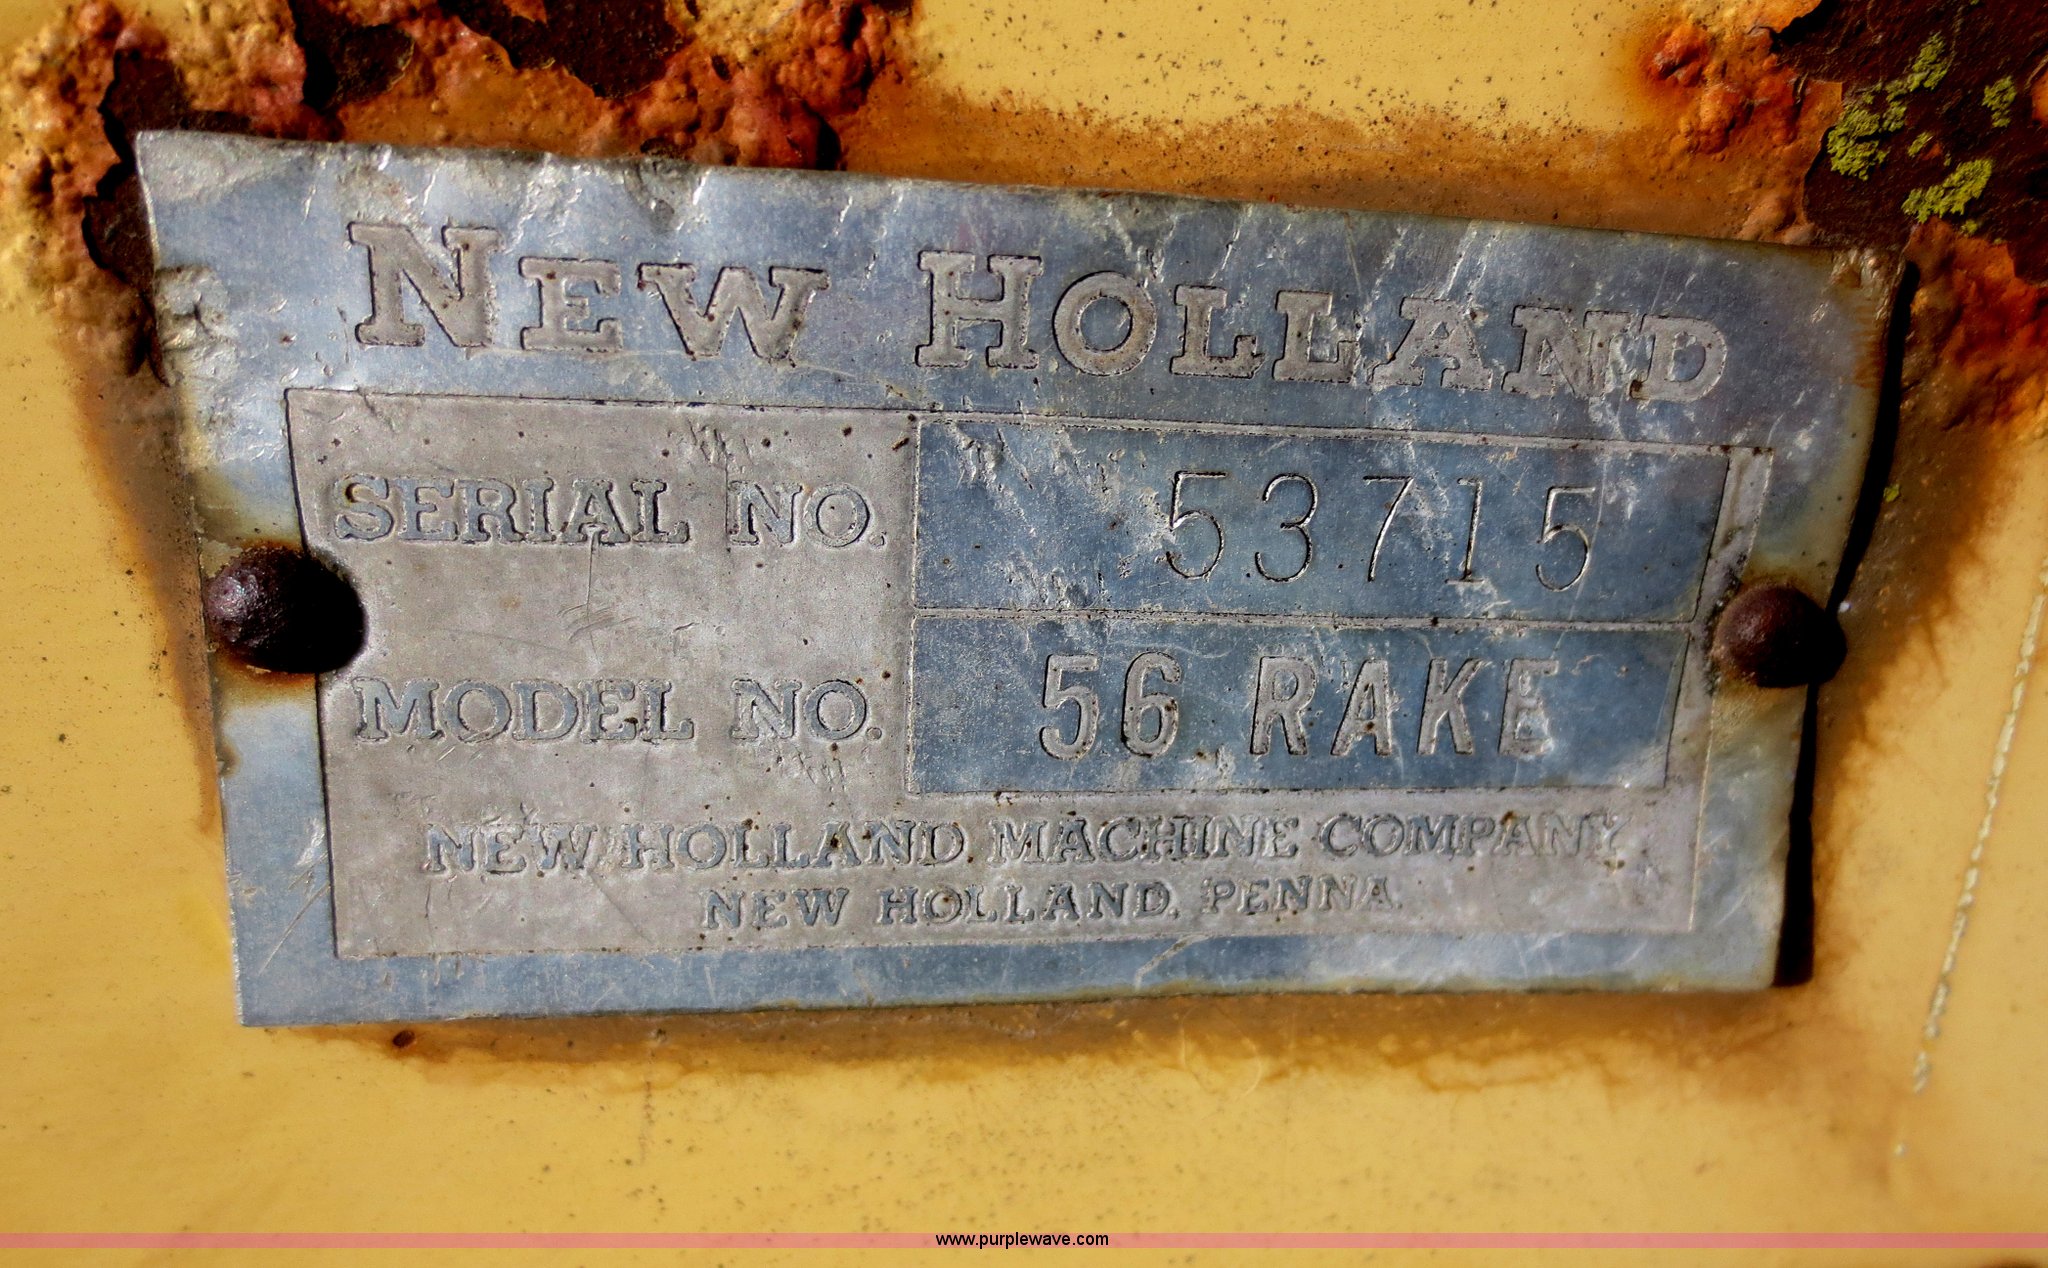 NEW HOLLAND
SERIAL NO. 53715
MODEL NO. 56 RAKE
NEW HOLLAND MACHINE COMPANY
NEW HOLLAND, PENNA.
www.purplewave.com